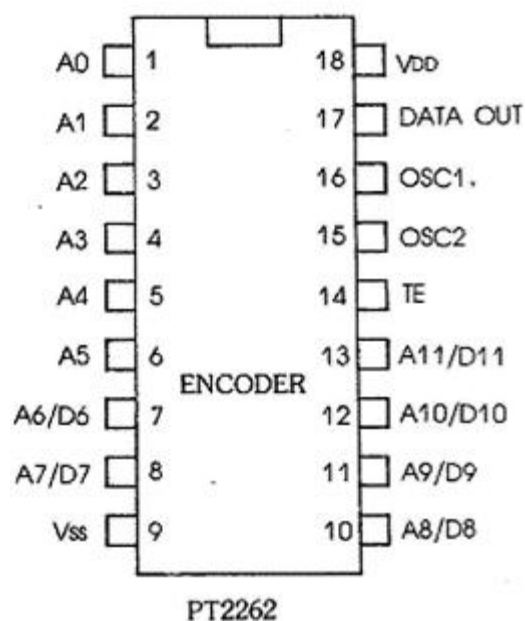 A0 1 18 VDD
A1 2 17 DATA OUT
A2 3 16 OSC1.
A3 4 15 OSC2
A4 5 14 TE
A5 6 13 A11/D11
ENCODER
A6/D6 7 12 A10/D10
A7/D7 8 11 A9/D9
Vss 9 10 A8/D8
PT2262